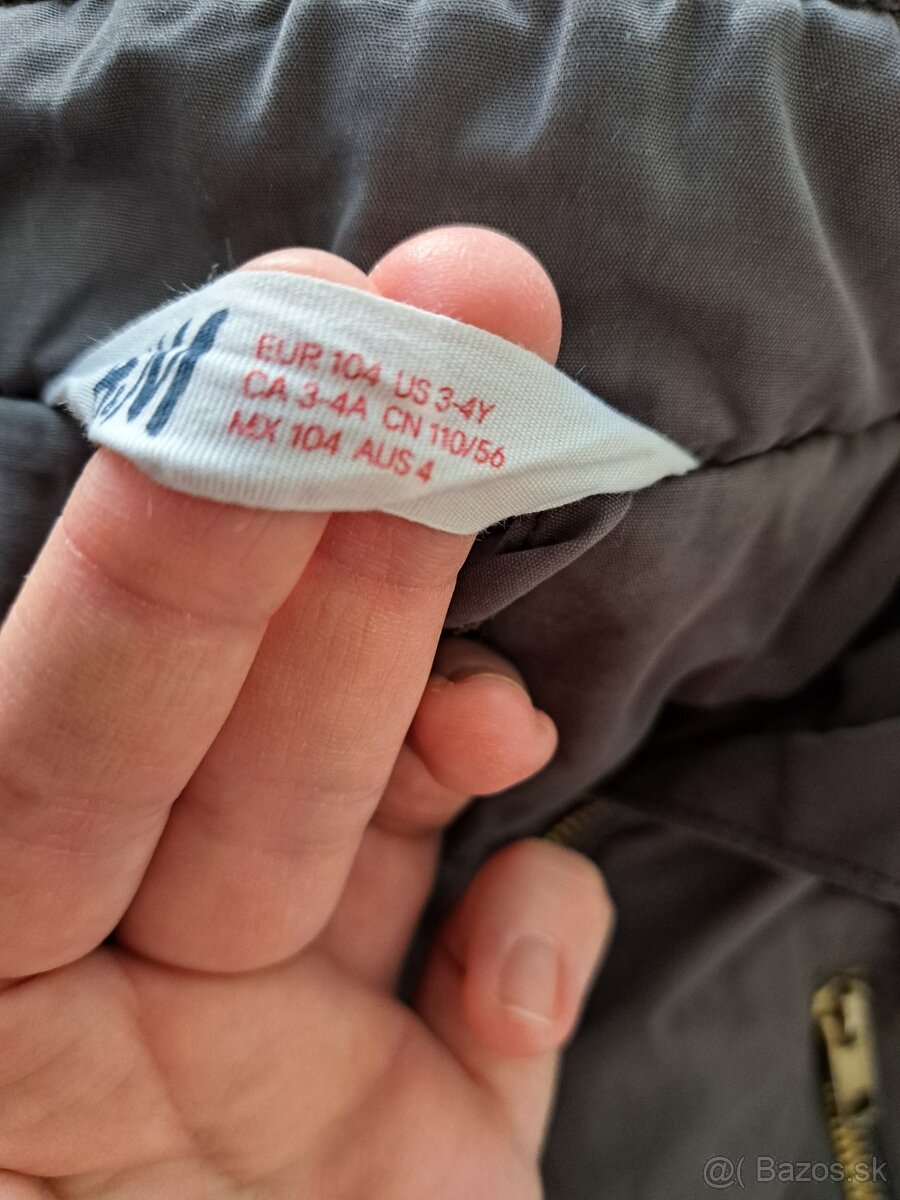 H&M
EUR 104 US 3-4Y
CA 3-4A CN 110/56
MX 104 AUS 4
@( Bazos.sk